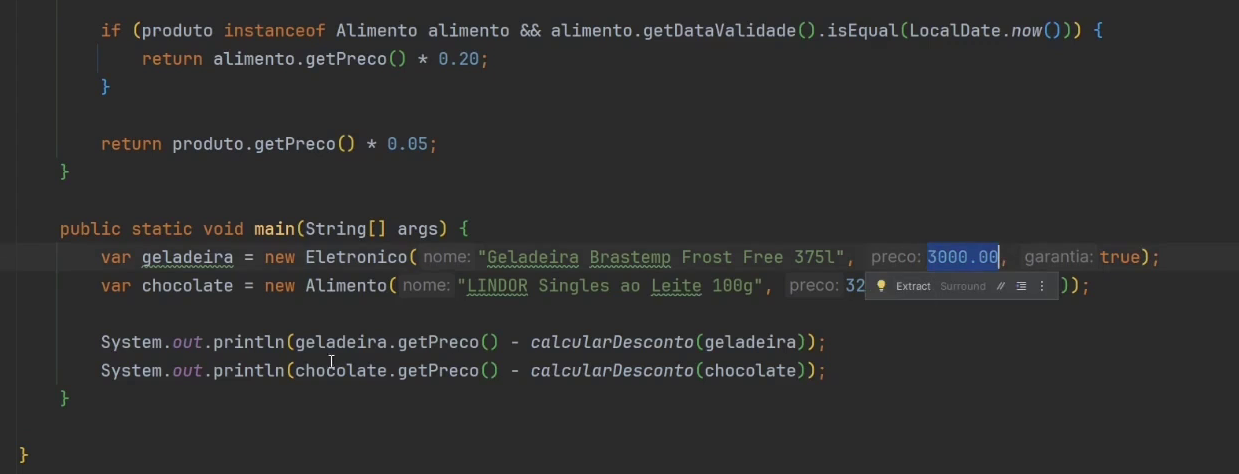 if (produto instanceof Alimento alimento && alimento.getDataValidade().isEqual(LocalDate.now())) {
return alimento.getPreco() * 0.20;
}
return produto.getPreco() * 0.05;
}
public static void main(String[] args) {
var geladeira = new Eletronico( nome: "Geladeira Brastemp Frost Free 375l", preco: 3000.00, garantia: true);
var chocolate = new Alimento( nome: "LINDOR Singles ao Leite 100g", preco: 32 ));
Extract Surround //
System.out.println(geladeira.getPreco() - calcularDesconto(geladeira));
System.out.println(chocolate.getPreco() - calcularDesconto(chocolate));
}
}